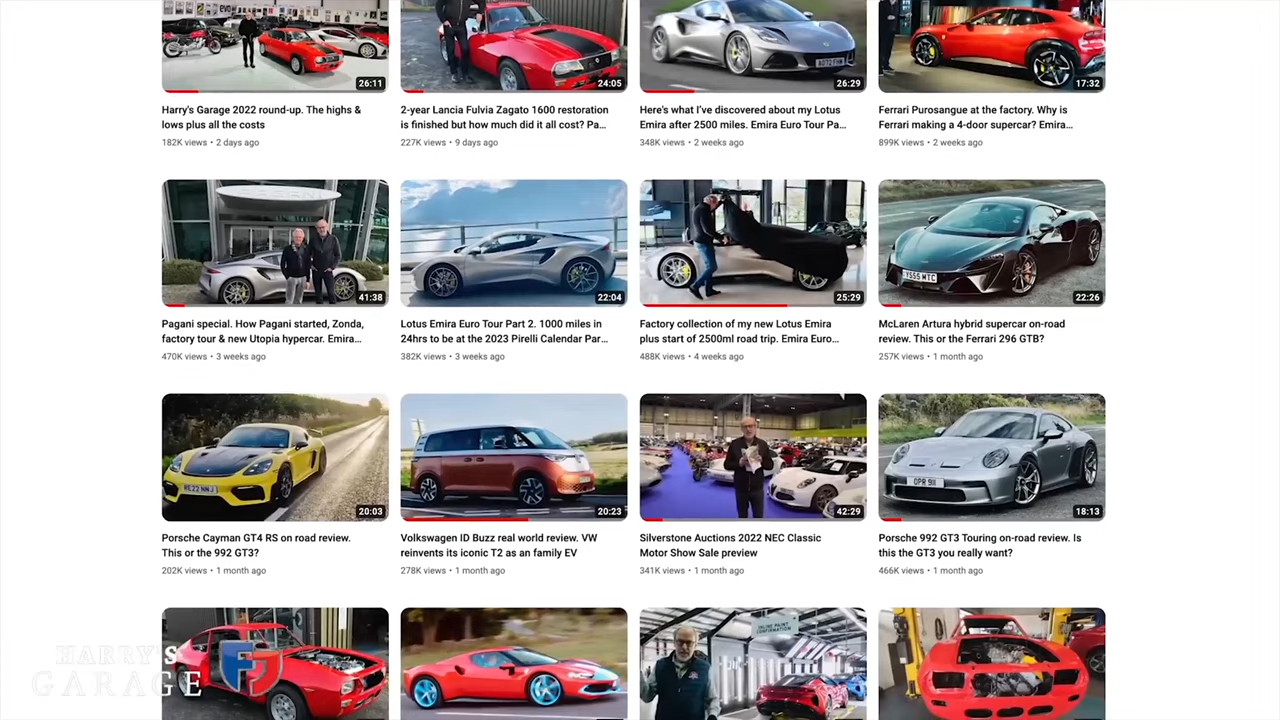 26:11
24:05
26:29
17:32
Harry's Garage 2022 round-up. The highs &
lows plus all the costs
182K views • 2 days ago
2-year Lancia Fulvia Zagato 1600 restoration
is finished but how much did it all cost? Pa...
227K views • 9 days ago
Here's what I've discovered about my Lotus
Emira after 2500 miles. Emira Euro Tour Pa...
348K views • 2 weeks ago
Ferrari Purosangue at the factory. Why is
Ferrari making a 4-door supercar? Emira...
899K views • 2 weeks ago
41:38
22:04
25:29
YS55 MTC
22:26
Pagani special. How Pagani started, Zonda,
factory tour & new Utopia hypercar. Emira...
470K views • 3 weeks ago
Lotus Emira Euro Tour Part 2. 1000 miles in
24hrs to be at the 2023 Pirelli Calendar Par...
382K views • 3 weeks ago
Factory collection of my new Lotus Emira
plus start of 2500ml road trip. Emira Euro...
488K views • 4 weeks ago
McLaren Artura hybrid supercar on-road
review. This or the Ferrari 296 GTB?
257K views • 1 month ago
20:03
20:23
42:29
OPR 911
18:13
Porsche Cayman GT4 RS on road review.
This or the 992 GT3?
202K views • 1 month ago
Volkswagen ID Buzz real world review. VW
reinvents its iconic T2 as an family EV
278K views • 1 month ago
Silverstone Auctions 2022 NEC Classic
Motor Show Sale preview
341K views • 1 month ago
Porsche 992 GT3 Touring on-road review. Is
this the GT3 you really want?
466K views • 1 month ago
ONLINE PAINT
CONFIRMATION
HARRY'S
GARAGE